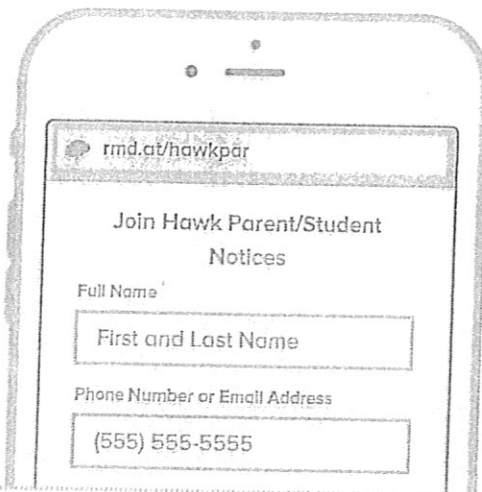 rmd.at/hawkpar
Join Hawk Parent/Student
Notices
Full Name
First and Last Name
Phone Number or Email Address
(555) 555-5555